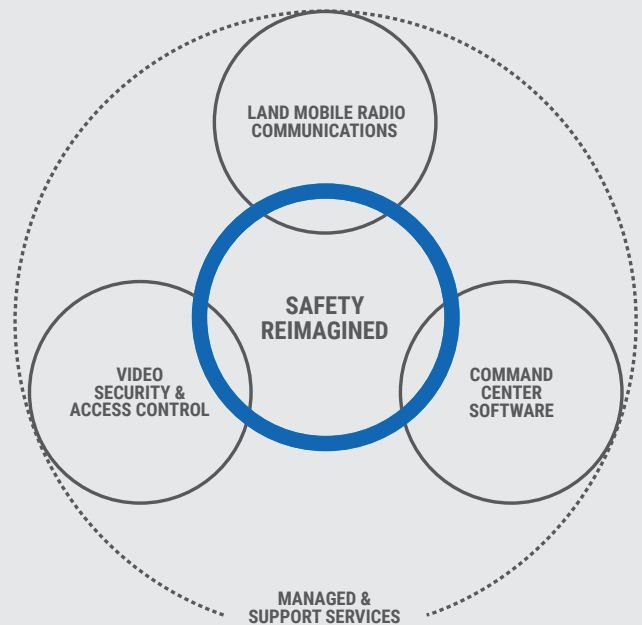 LAND MOBILE RADIO
COMMUNICATIONS
SAFETY
REIMAGINED
VIDEO
SECURITY &
ACCESS CONTROL
COMMAND
CENTER
SOFTWARE
MANAGED &
SUPPORT SERVICES